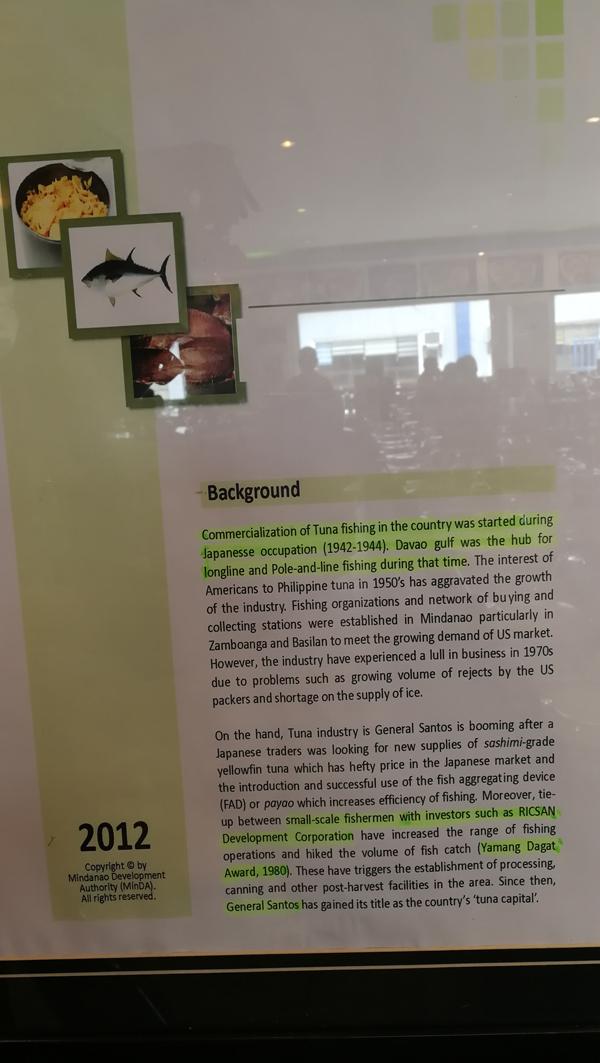 Background
Commercialization of Tuna fishing in the country was started during
Japanesse occupation (1942-1944). Davao gulf was the hub for
longline and Pole-and-line fishing during that time. The interest of
Americans to Philippine tuna in 1950's has aggravated the growth
of the industry. Fishing organizations and network of buying and
collecting stations were established in Mindanao particularly in
Zamboanga and Basilan to meet the growing demand of US market.
However, the industry have experienced a lull in business in 1970s
due to problems such as growing volume of rejects by the US
packers and shortage on the supply of ice.
On the hand, Tuna industry is General Santos is booming after a
Japanese traders was looking for new supplies of sashimi-grade
yellowfin tuna which has hefty price in the Japanese market and
the introduction and successful use of the fish aggregating device
(FAD) or payao which increases efficiency of fishing. Moreover, tie-
up between small-scale fishermen with investors such as RICSAN
Development Corporation have increased the range of fishing
operations and hiked the volume of fish catch (Yamang Dagat
Award, 1980). These have triggers the establishment of processing,
canning and other post-harvest facilities in the area. Since then,
General Santos has gained its title as the country's 'tuna capital'.
2012
Copyright © by
Mindanao Development
Authority (MinDA).
All rights reserved.